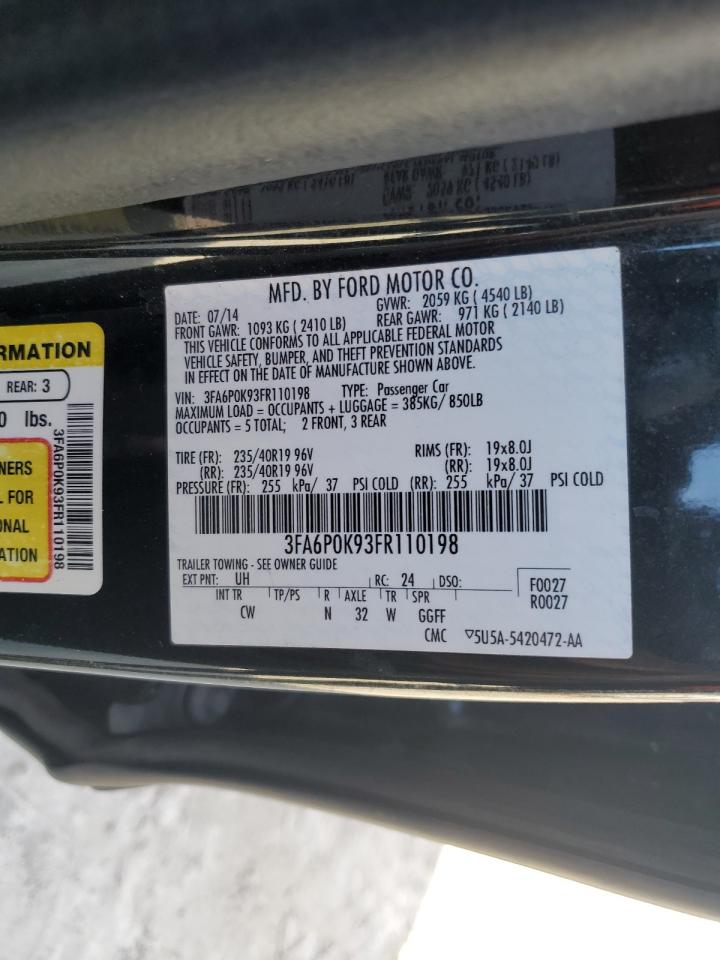 MFD. BY FORD MOTOR CO.
DATE: 07/14 GVWR: 2059 KG ( 4540 LB)
FRONT GAWR: 1093 KG ( 2410 LB) REAR GAWR: 971 KG ( 2140 LB)
THIS VEHICLE CONFORMS TO ALL APPLICABLE FEDERAL MOTOR
VEHICLE SAFETY, BUMPER, AND THEFT PREVENTION STANDARDS
IN EFFECT ON THE DATE OF MANUFACTURE SHOWN ABOVE.
VIN: 3FA6P0K93FR110198 TYPE: Passenger Car
MAXIMUM LOAD = OCCUPANTS + LUGGAGE = 385KG/ 850LB
OCCUPANTS = 5 TOTAL; 2 FRONT, 3 REAR
TIRE (FR): 235/40R19 96V RIMS (FR): 19x8.0J
(RR): 235/40R19 96V (RR): 19x8.0J
PRESSURE (FR): 255 kPa/ 37 PSI COLD (RR): 255 kPa/ 37 PSI COLD
3FA6P0K93FR110198
TRAILER TOWING - SEE OWNER GUIDE
EXT PNT: UH RC: 24 DSO: F0027
INT TR TP/PS R AXLE TR SPR R0027
CW N 32 W GGFF
CMC ▽5U5A-5420472-AA
RMATION
REAR: 3
0 lbs.
NERS
L FOR
ONAL
ATION
3FA6P0K93FR110198